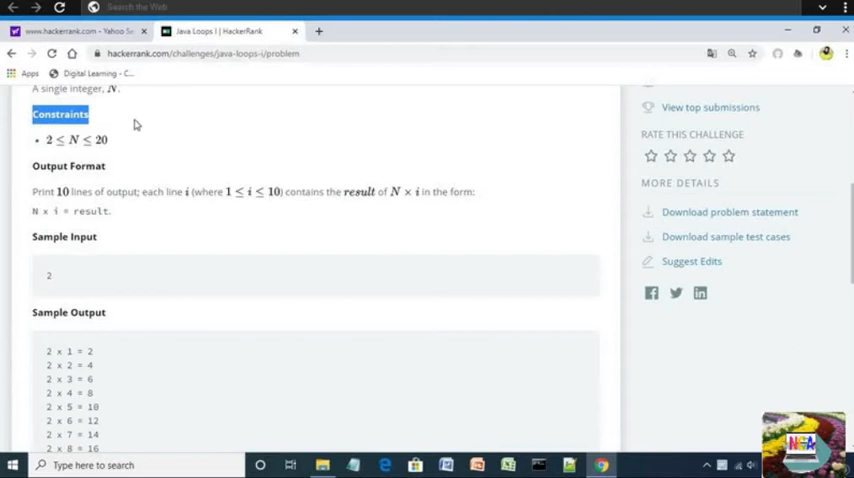 Search the Web
www.hackerrank.com - Yahoo Se
Java Loops I | HackerRank
hackerrank.com/challenges/java-loops-i/problem
Apps
Digital Learning - C...
A single integer, N.
Constraints
• 2 ≤ N ≤ 20
Output Format
Print 10 lines of output; each line i (where 1 ≤ i ≤ 10) contains the result of N × i in the form:
N x i = result.
Sample Input
2
Sample Output
2 x 1 = 2
2 x 2 = 4
2 x 3 = 6
2 x 4 = 8
2 x 5 = 10
2 x 6 = 12
2 x 7 = 14
2 x 8 = 16
View top submissions
RATE THIS CHALLENGE
MORE DETAILS
Download problem statement
Download sample test cases
Suggest Edits
Type here to search
NGA